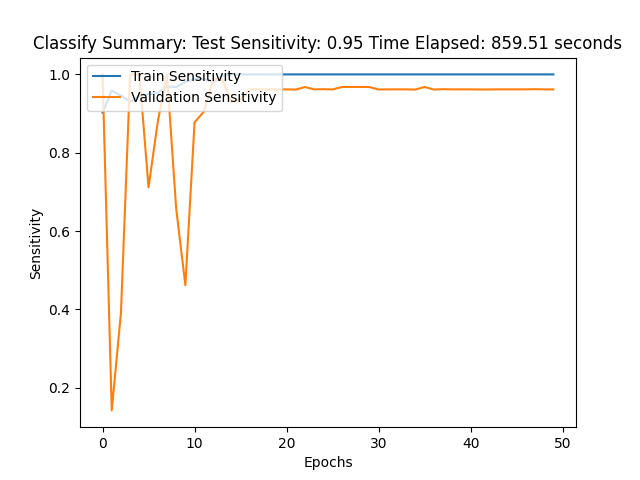 Classify Summary: Test Sensitivity: 0.95 Time Elapsed: 859.51 seconds
Train Sensitivity
Validation Sensitivity
1.0
0.8
0.6
0.4
0.2
Sensitivity
0 10 20 30 40 50
Epochs